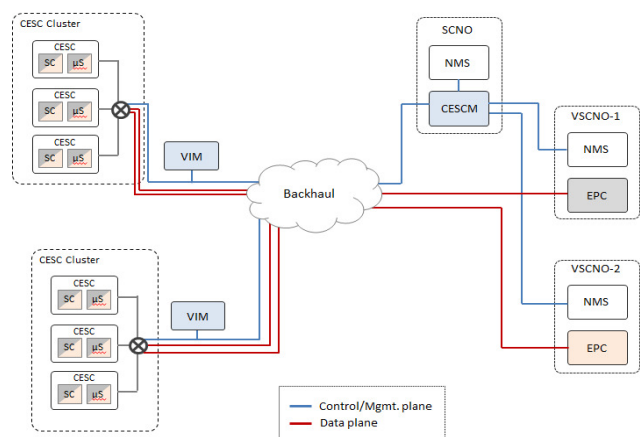 CESC Cluster
CESC
SC µS
CESC
SC µS
CESC
SC µS
VIM
Backhaul
SCNO
NMS
CESCM
VSCNO-1
NMS
EPC
VSCNO-2
NMS
EPC
CESC Cluster
CESC
SC µS
CESC
SC µS
CESC
SC µS
VIM
Control/Mgmt. plane
Data plane